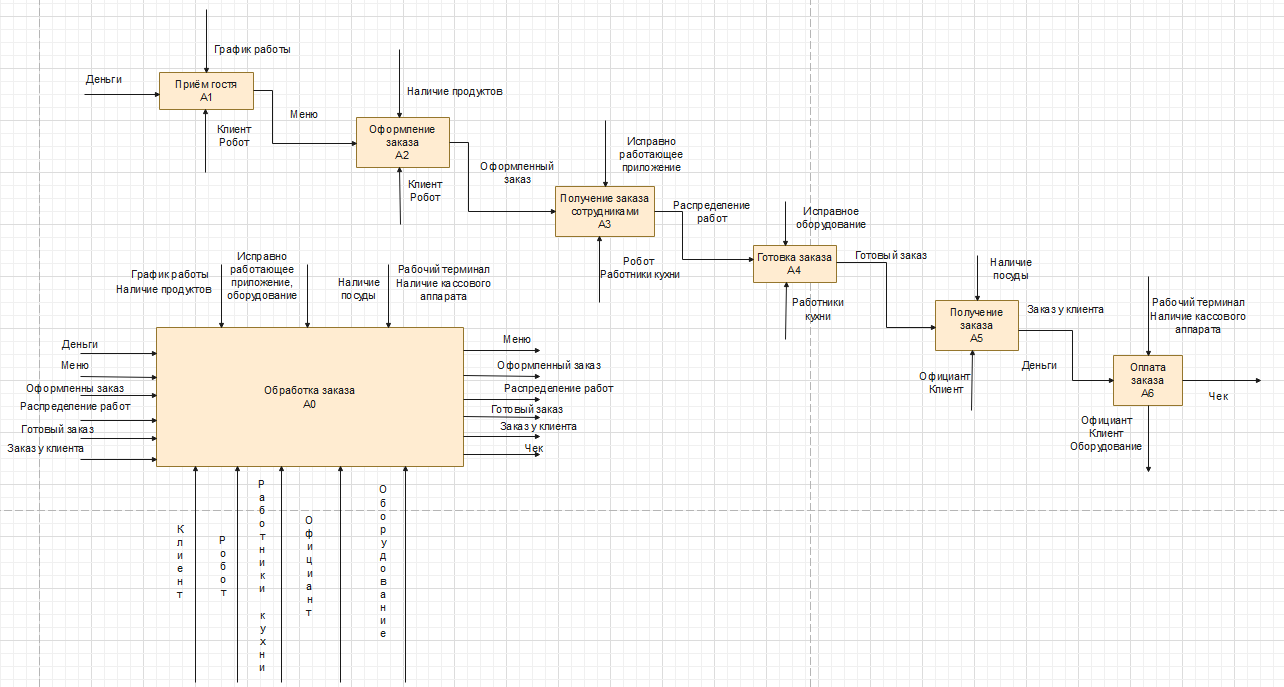 График работы
Деньги
Приём гостя
А1
Клиент
Робот
Меню
Наличие продуктов
Оформление
заказа
А2
Клиент
Робот
Оформленный
заказ
Исправно
работающее
приложение
Получение заказа
сотрудниками
А3
Робот
Работники кухни
Распределение
работ
Исправное
оборудование
Готовка заказа
А4
Работники
кухни
Готовый заказ
Наличие
посуды
Получение
заказа
А5
Официант
Клиент
Заказ у клиента
Деньги
Рабочий терминал
Наличие кассового
аппарата
Оплата
заказа
А6
Чек
Официант
Клиент
Оборудование
График работы
Наличие продуктов
Исправно
работающее
приложение,
оборудование
Наличие
посуды
Рабочий терминал
Наличие кассового
аппарата
Деньги
Меню
Оформленны заказ
Распределение работ
Готовый заказ
Заказ у клиента
Обработка заказа
А0
Меню
Оформленный заказ
Распределение работ
Готовый заказ
Заказ у клиента
Чек
Клиент
Робот
Работники кухни
Официант
Оборудование